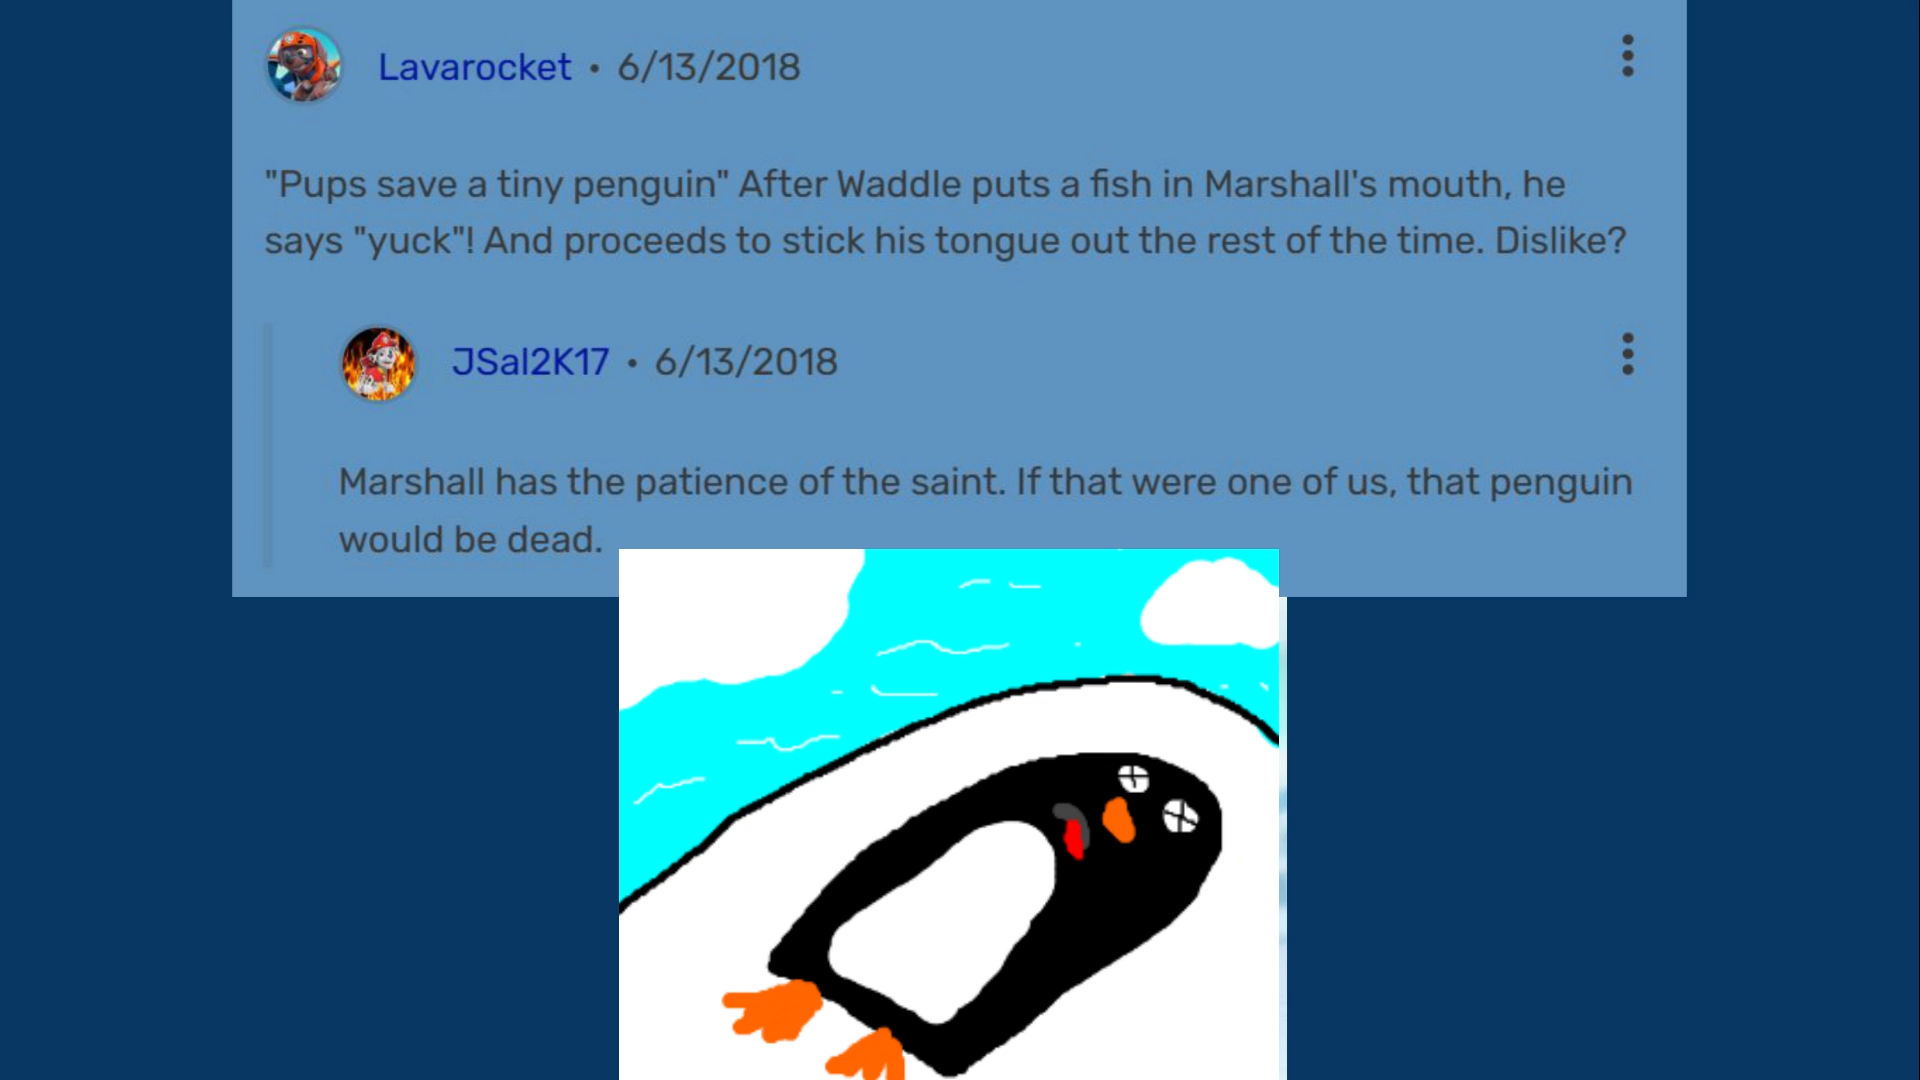 Lavarocket • 6/13/2018
"Pups save a tiny penguin" After Waddle puts a fish in Marshall's mouth, he
says "yuck"! And proceeds to stick his tongue out the rest of the time. Dislike?
JSal2K17 • 6/13/2018
Marshall has the patience of the saint. If that were one of us, that penguin
would be dead.